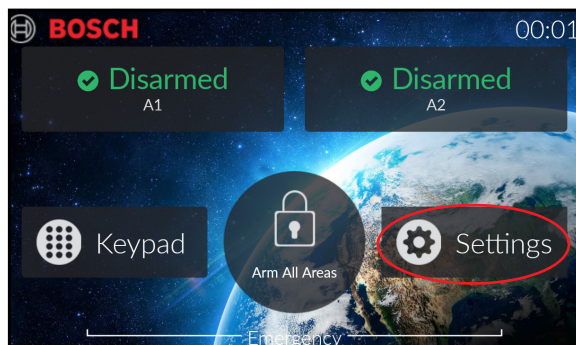 BOSCH
00:01
Disarmed
A1
Disarmed
A2
Keypad
Arm All Areas
Settings
Emergency